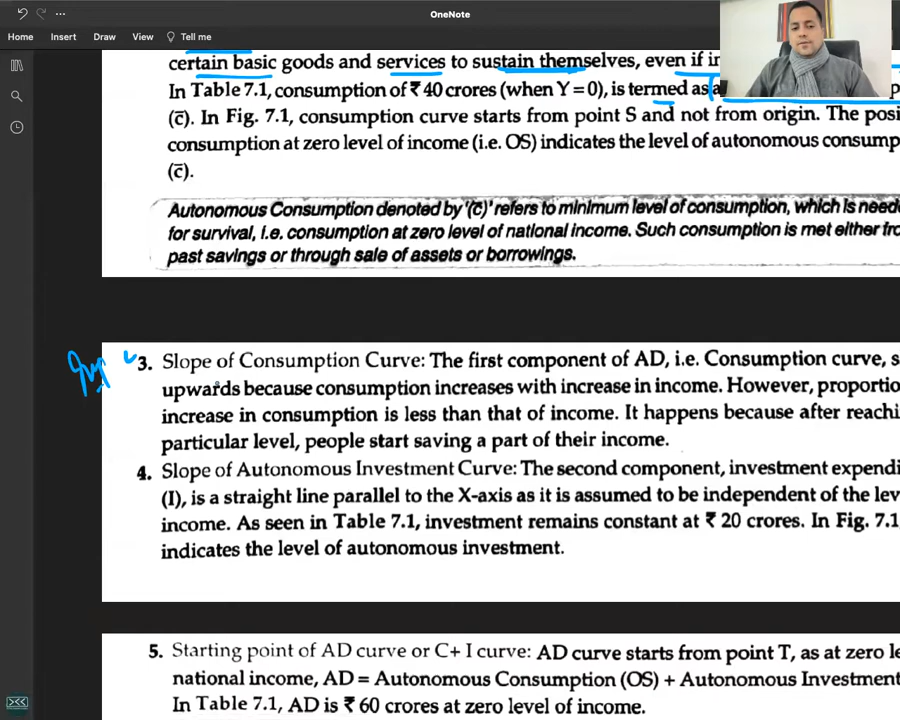 OneNote
Home Insert Draw View Tell me
certain basic goods and services to sustain themselves, even if in
In Table 7.1, consumption of ₹ 40 crores (when Y = 0), is termed as
(c̄). In Fig. 7.1, consumption curve starts from point S and not from origin. The posi
consumption at zero level of income (i.e. OS) indicates the level of autonomous consump
(c̄).
Autonomous Consumption denoted by '(c̄)' refers to minimum level of consumption, which is need
for survival, i.e. consumption at zero level of national income. Such consumption is met either fro
past savings or through sale of assets or borrowings.
3. Slope of Consumption Curve: The first component of AD, i.e. Consumption curve, s
upwards because consumption increases with increase in income. However, proportio
increase in consumption is less than that of income. It happens because after reachi
particular level, people start saving a part of their income.
4. Slope of Autonomous Investment Curve: The second component, investment expendi
(I), is a straight line parallel to the X-axis as it is assumed to be independent of the lev
income. As seen in Table 7.1, investment remains constant at ₹ 20 crores. In Fig. 7.1
indicates the level of autonomous investment.
5. Starting point of AD curve or C+ I curve: AD curve starts from point T, as at zero le
national income, AD = Autonomous Consumption (OS) + Autonomous Investment
In Table 7.1, AD is ₹ 60 crores at zero level of income.